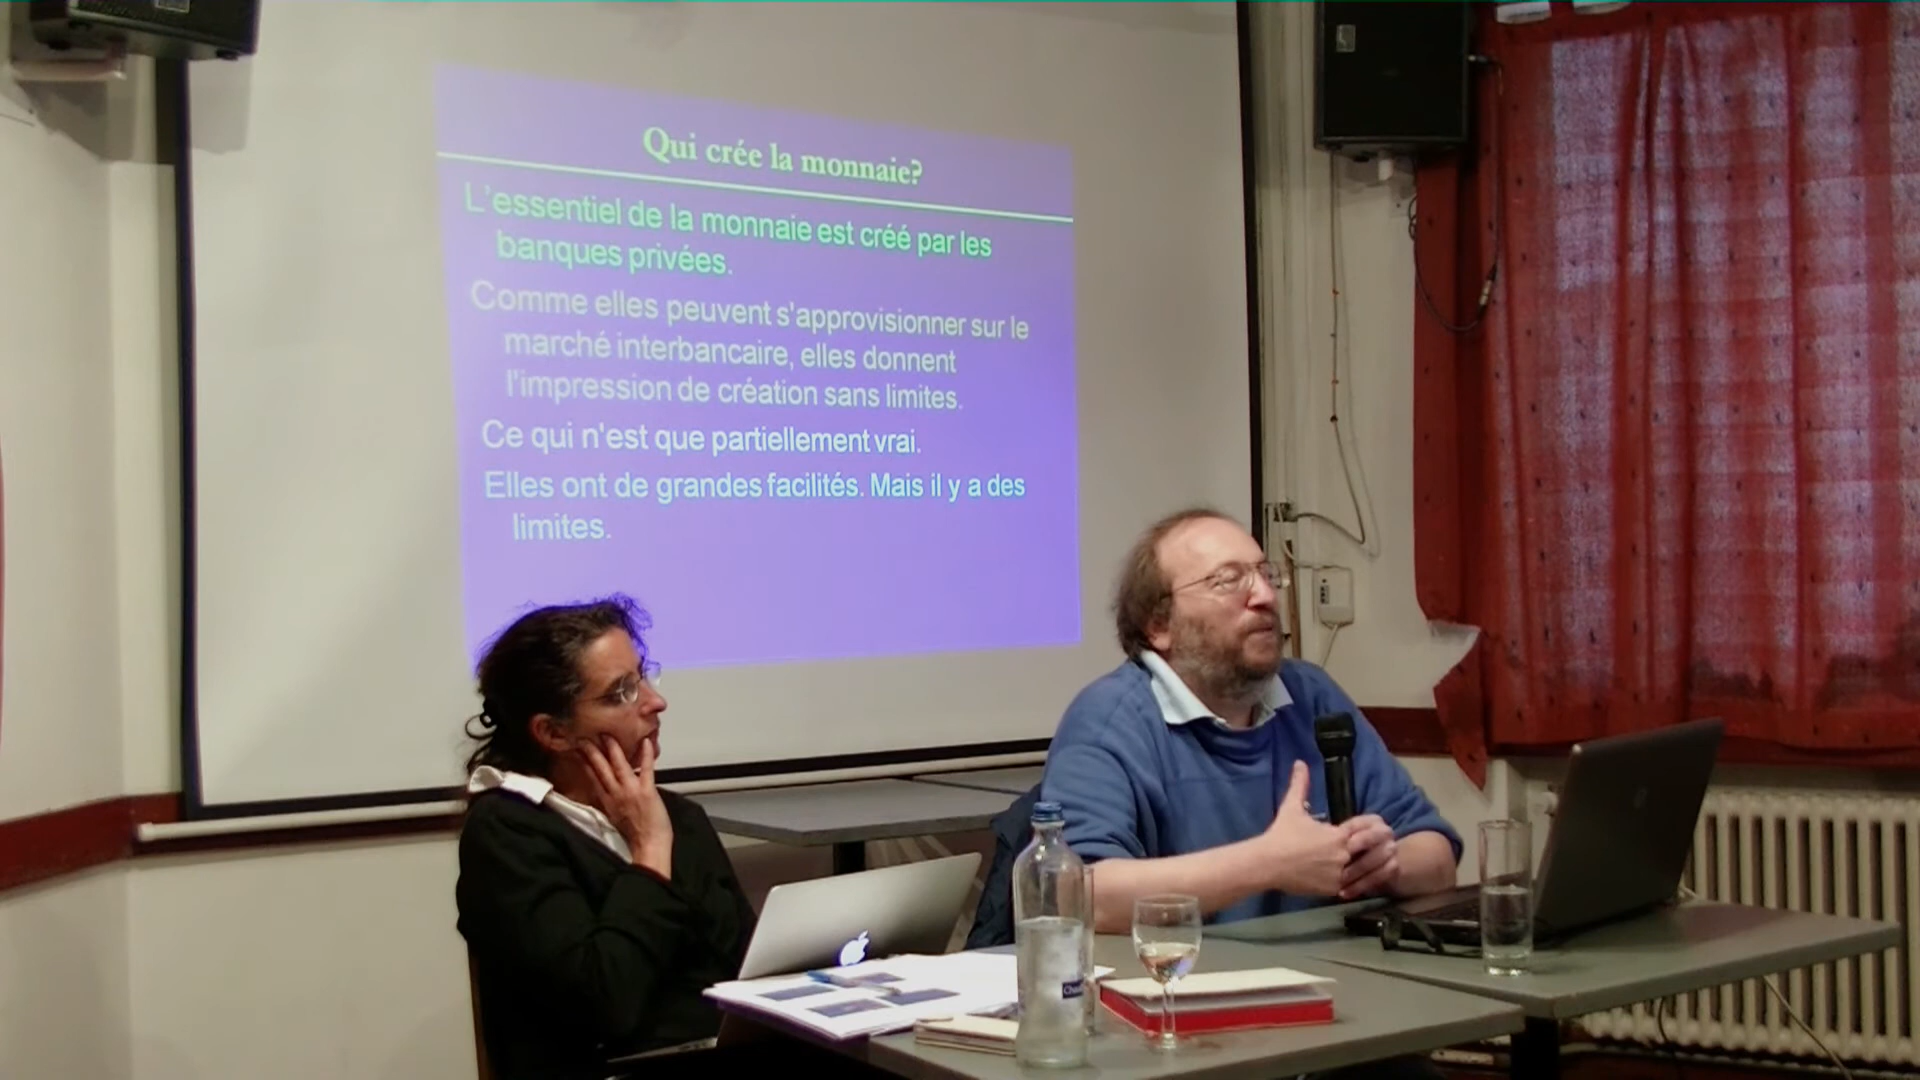 Qui crée la monnaie?
L'essentiel de la monnaie est créé par les
banques privées.
Comme elles peuvent s'approvisionner sur le
marché interbancaire, elles donnent
l'impression de création sans limites.
Ce qui n'est que partiellement vrai.
Elles ont de grandes facilités. Mais il y a des
limites.